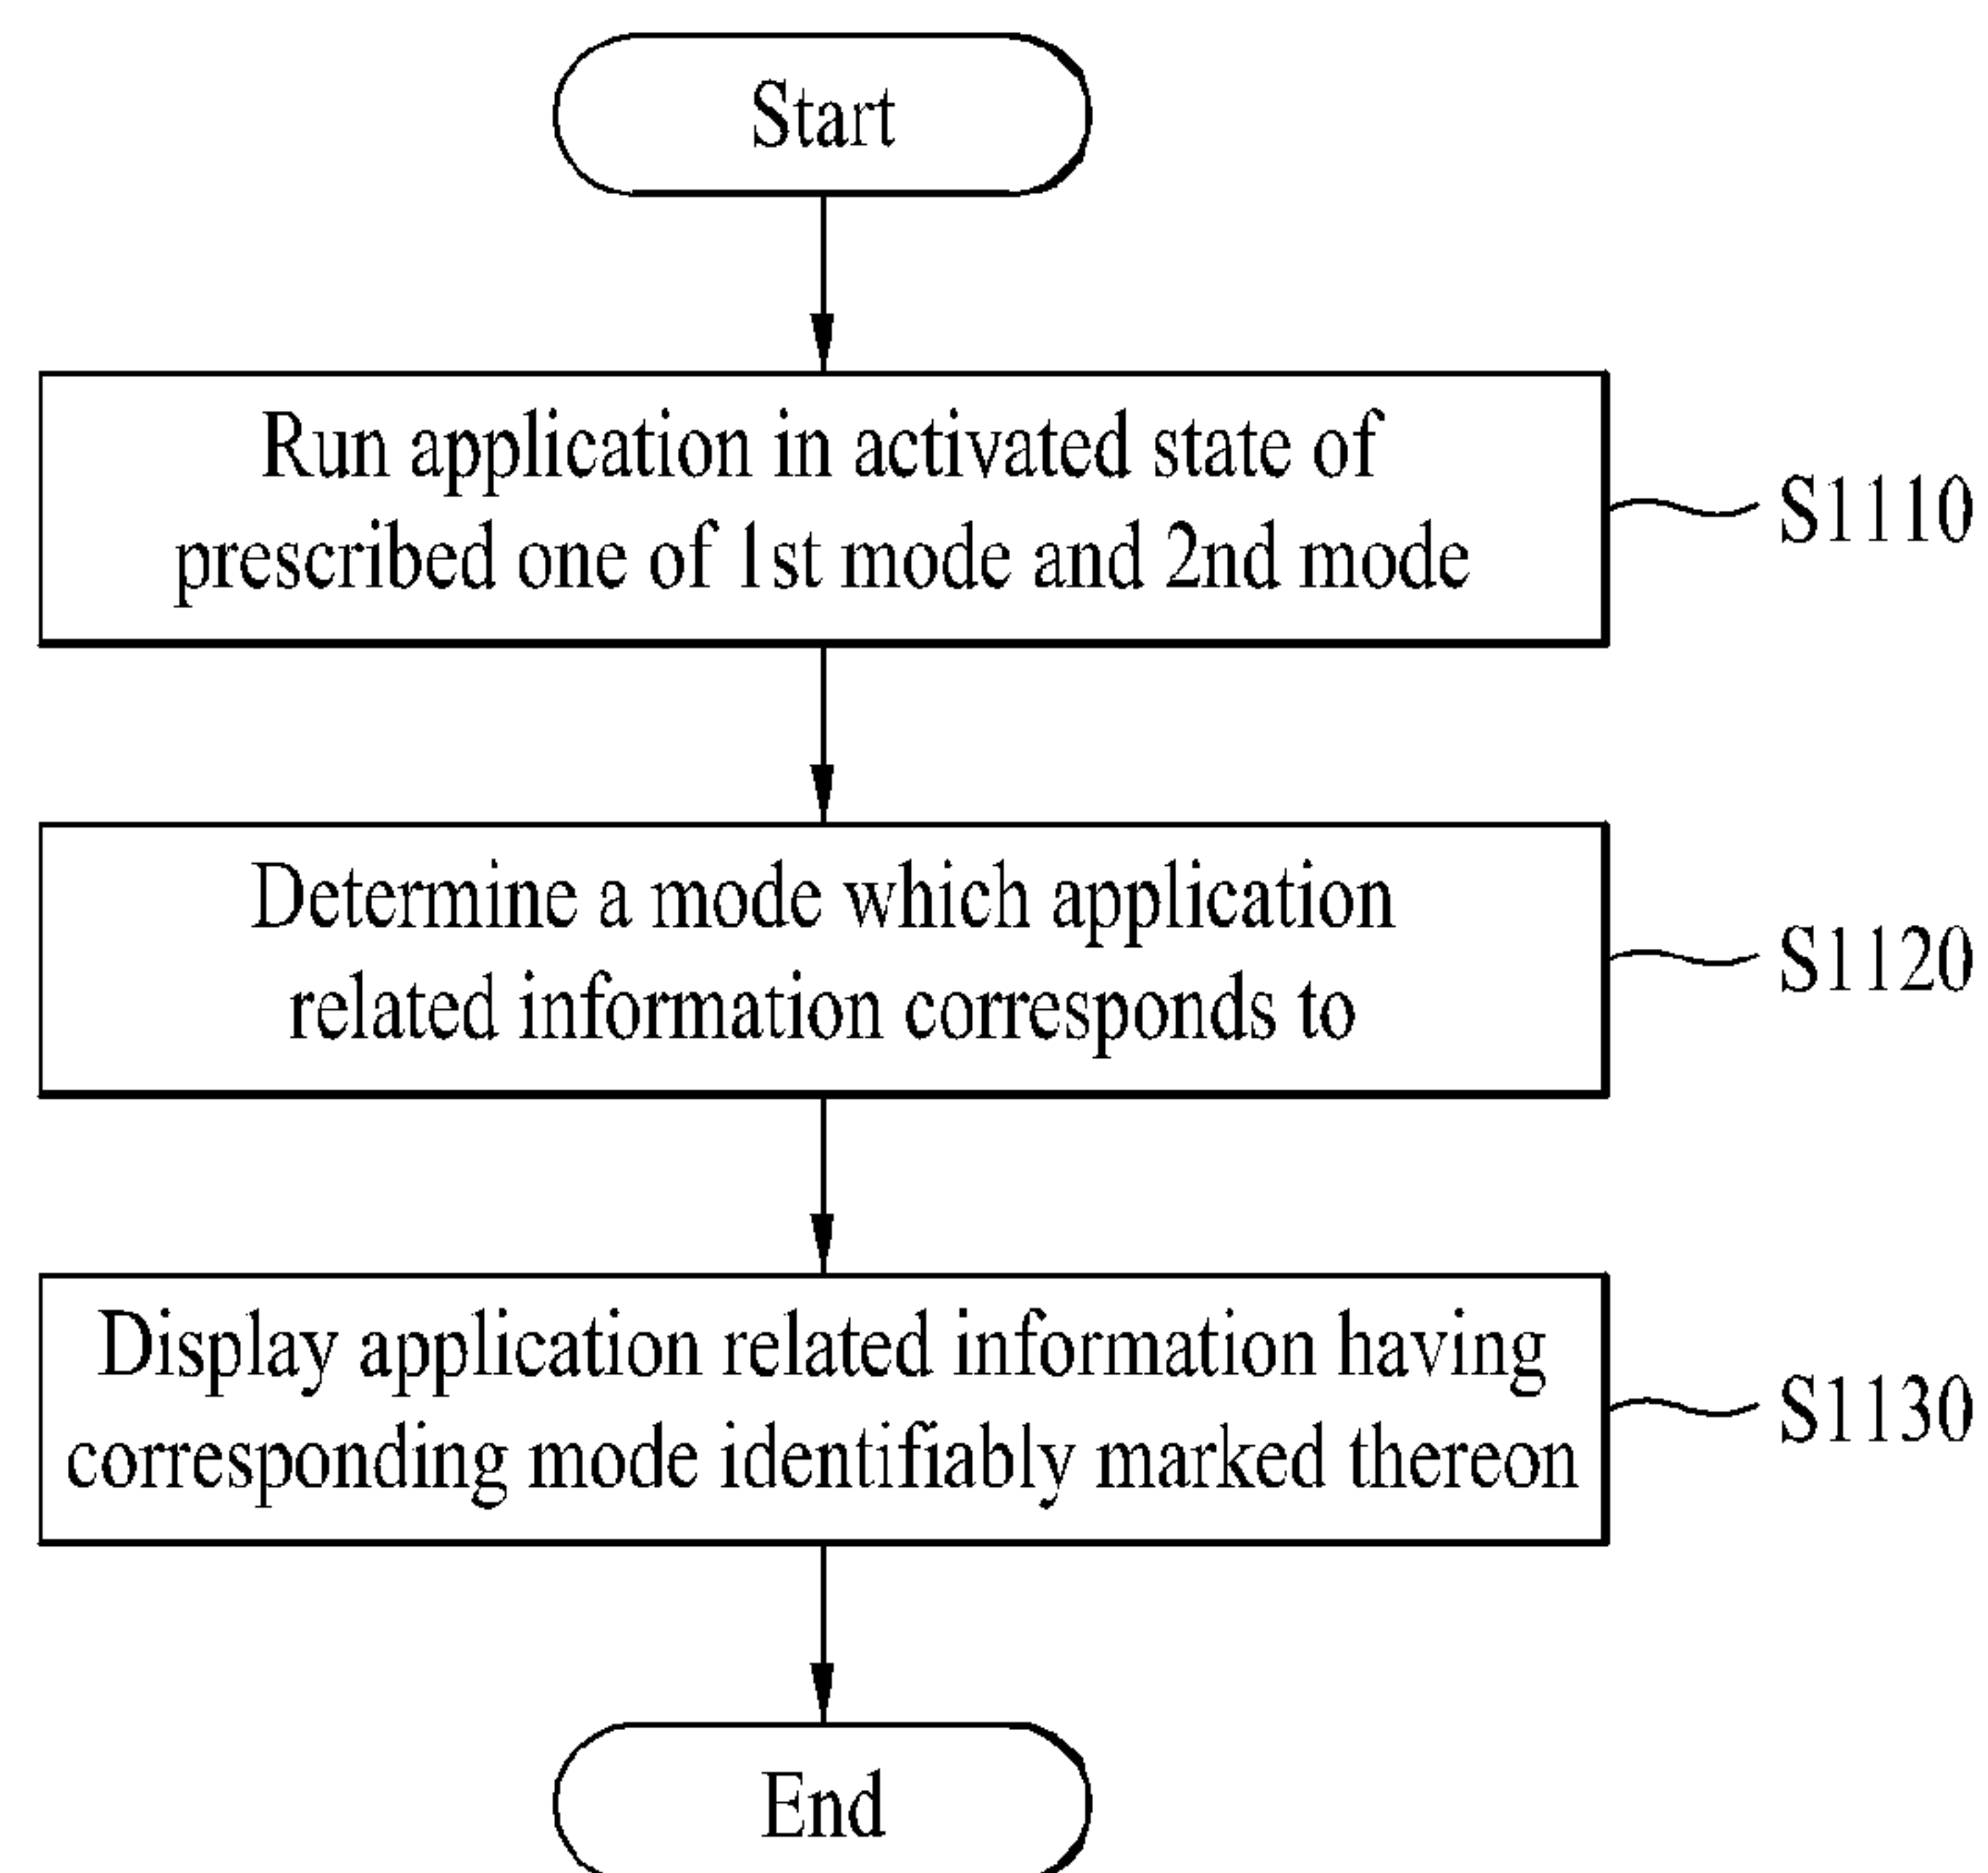 Start
Run application in activated state of
prescribed one of 1st mode and 2nd mode
S1110
Determine a mode which application
related information corresponds to
S1120
Display application related information having
corresponding mode identifiably marked thereon
S1130
End